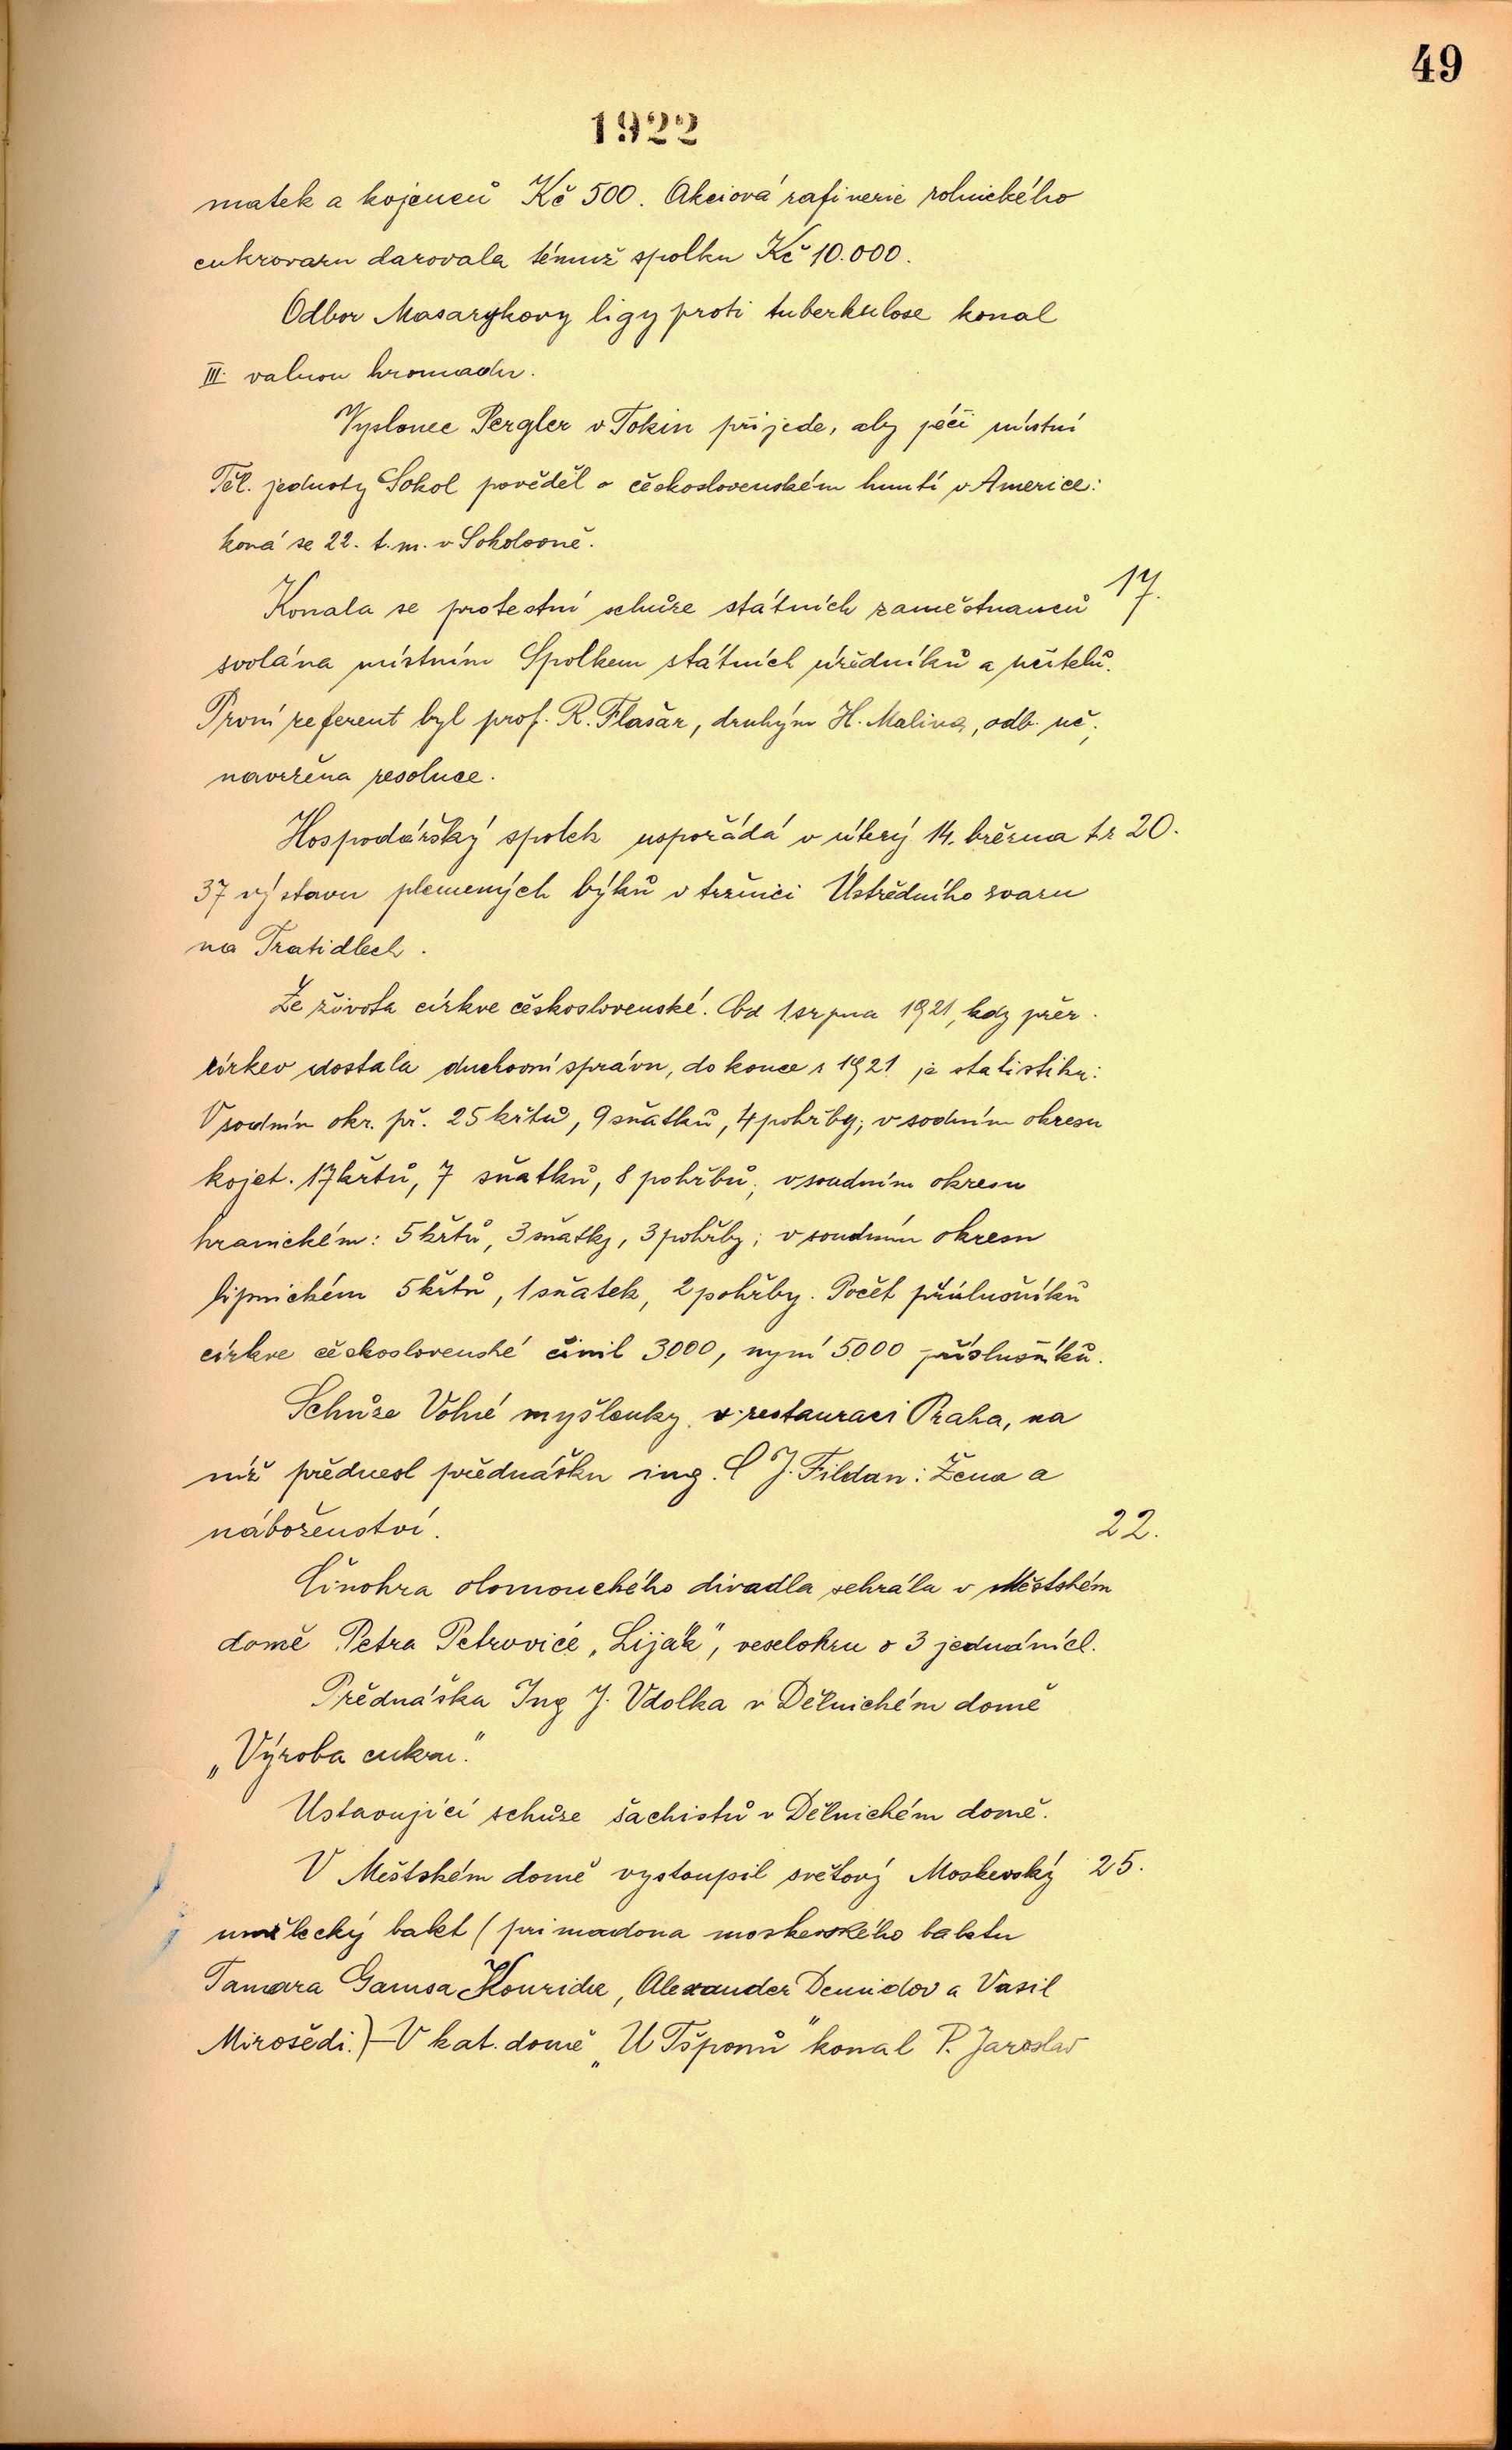 49
1922
matek a kojenců Kč 500. Akciová rafinerie rolnického
cukrovaru darovala témuž spolku Kč 10.000.
Odbor Masarykovy ligy proti tuberkulose konal
III. valnou hromadu.
Vyslanec Pergler v Tokiu přijede, aby péčí místní
Těl. jednoty Sokol pověděl o československém hnutí v Americe:
koná se 22. t.m. v Sokolovně.
Konala se protestní schůze státních zaměstnanců 17.
svolána místním Spolkem státních úředníků a učitelů.
První referent byl prof. R. Flašar, druhým H. Malina, odb. uč.;
navržena resoluce.
Hospodářský spolek uspořádá v úterý 14. března t.r. 20.
37 výstavu plemených býků v tržnici Ústředního svazu
na Tratidlech.
Ze života církve československé. Od 1. srpna 1921, kdy přer.
církev dostala duchovní správu, do konce r. 1921 je statistika:
V soudním okr. př. 25 křtů, 9 sňatků, 4 pohřby; v soudním okresu
kojet. 17 křtů, 7 sňatků, 8 pohřbů; v soudním okresu
hranickém: 5 křtů, 3 sňatky, 3 pohřby; v soudním okresu
lipnickém 5 křtů, 1 sňatek, 2 pohřby. Počet příslušníků
církve československé činil 3000, nyní 5000 příslušníků.
Schůze Volné myšlenky v restauraci Praha, na
níž přednesl přednášku ing. C J. Fildan: Žena a
náboženství. 22.
Činohra olomouckého divadla sehrála v Městském
domě Petra Petroviče „Liják", veselohru o 3 jednáních.
Přednáška Ing J. Vdolka v Dělnickém domě
„Výroba cukru."
Ustavující schůze šachistů v Dělnickém domě.
V Městském domě vystoupil světový Moskevský 25.
umělecký balet (primadona moskevského baletu
Tamara Gamsa Kouridze, Alexander Demidov a Vasil
Mirosědi.) – V kat. domě „U Tšponů" konal P. Jaroslav